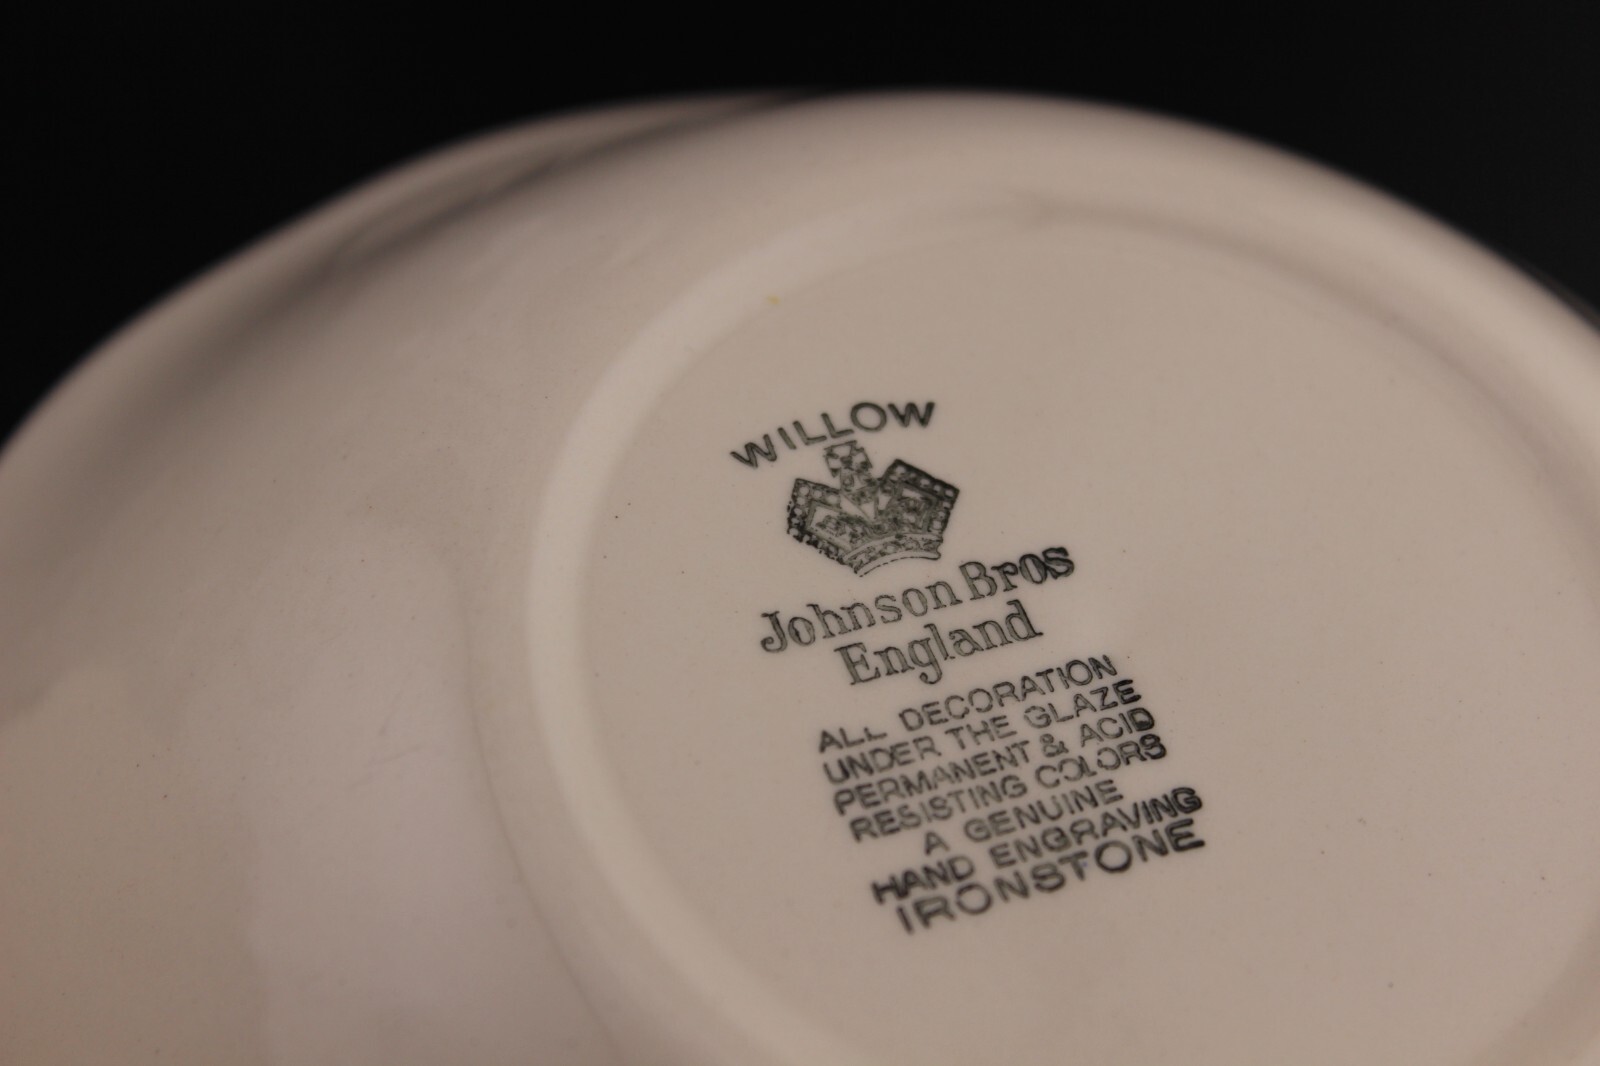 WILLOW
Johnson Bros
England
ALL DECORATION
UNDER THE GLAZE
PERMANENT & ACID
RESISTING COLORS
A GENUINE
HAND ENGRAVING
IRONSTONE